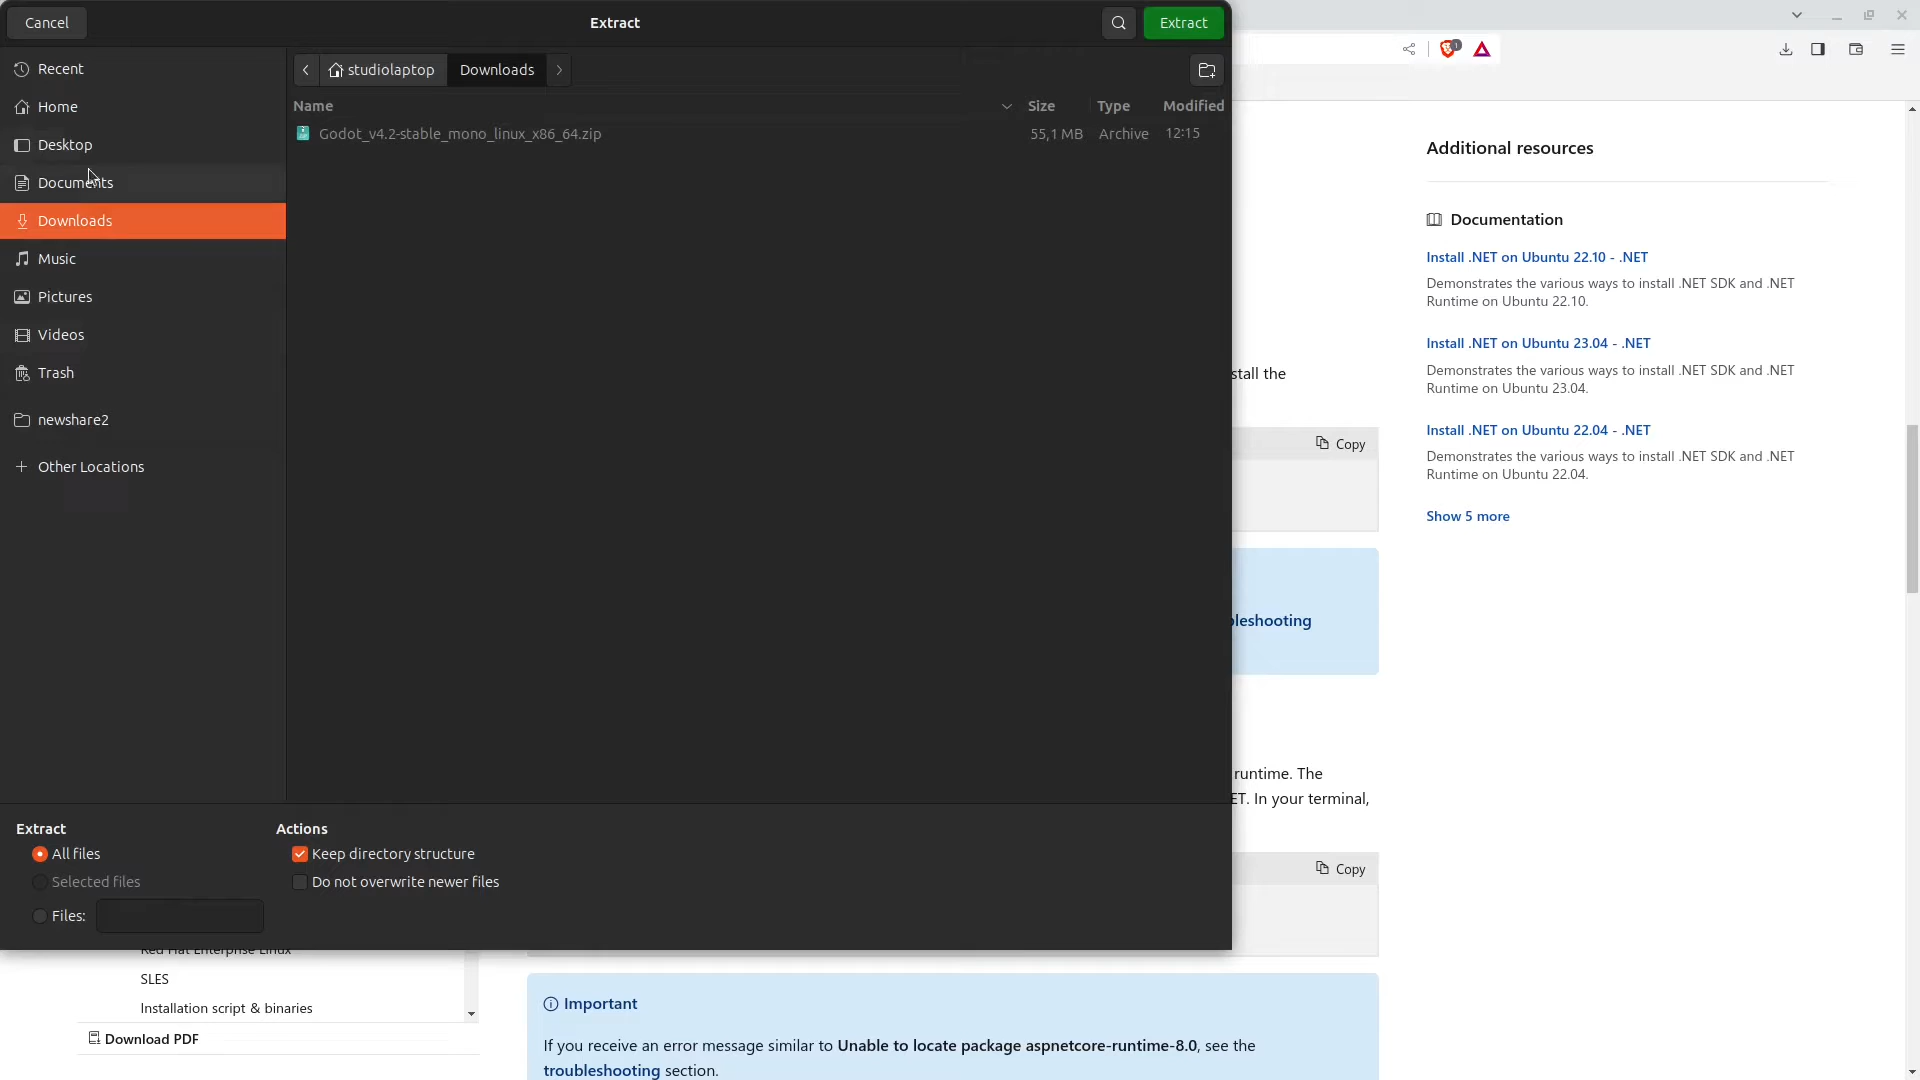 Cancel
Extract
Extract
Recent
Home
Desktop
Documents
Downloads
Music
Pictures
Videos
Trash
newshare2
Other Locations
studiolaptop
Downloads
Name
Size
Type
Modified
Godot_v4.2-stable_mono_linux_x86_64.zip
55,1 MB
Archive
12:15
Extract
All files
Selected files
Files:
Actions
Keep directory structure
Do not overwrite newer files
1
stall the
Copy
leshooting
runtime. The
ET. In your terminal,
Copy
Additional resources
Documentation
Install .NET on Ubuntu 22.10 - .NET
Demonstrates the various ways to install .NET SDK and .NET
Runtime on Ubuntu 22.10.
Install .NET on Ubuntu 23.04 - .NET
Demonstrates the various ways to install .NET SDK and .NET
Runtime on Ubuntu 23.04.
Install .NET on Ubuntu 22.04 - .NET
Demonstrates the various ways to install .NET SDK and .NET
Runtime on Ubuntu 22.04.
Show 5 more
Red Hat Enterprise Linux
SLES
Installation script & binaries
Download PDF
Important
If you receive an error message similar to Unable to locate package aspnetcore-runtime-8.0, see the
troubleshooting section.